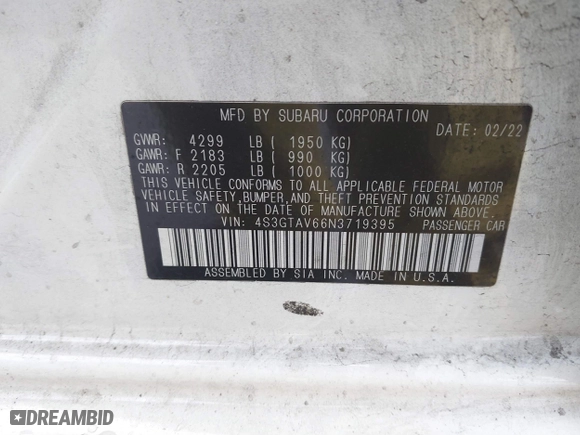 MFD BY SUBARU CORPORATION
DATE: 02/22
GVWR: 4299 LB ( 1950 KG)
GAWR: F 2183 LB ( 990 KG)
GAWR: R 2205 LB ( 1000 KG)
THIS VEHICLE CONFORMS TO ALL APPLICABLE FEDERAL MOTOR
VEHICLE SAFETY, BUMPER, AND THEFT PREVENTION STANDARDS
IN EFFECT ON THE DATE OF MANUFACTURE SHOWN ABOVE.
VIN: 4S3GTAV66N3719395 PASSENGER CAR
ASSEMBLED BY SIA INC. MADE IN U.S.A.
DREAMBID